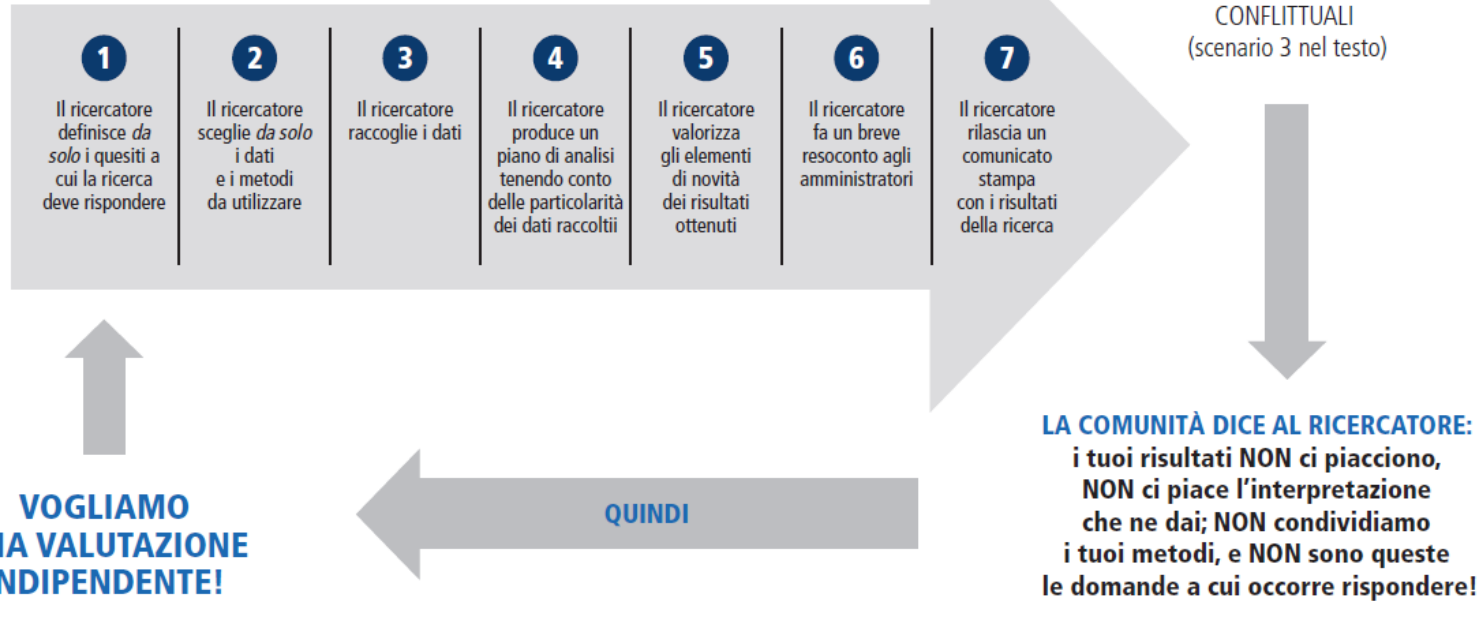 CONFLITTUALI
(scenario 3 nel testo)
1
Il ricercatore
definisce da
solo i quesiti a
cui la ricerca
deve rispondere
2
Il ricercatore
sceglie da solo
i dati
e i metodi
da utilizzare
3
Il ricercatore
raccoglie i dati
4
Il ricercatore
produce un
piano di analisi
tenendo conto
delle particolarità
dei dati raccoltii
5
Il ricercatore
valorizza
gli elementi
di novità
dei risultati
ottenuti
6
Il ricercatore
fa un breve
resoconto agli
amministratori
7
Il ricercatore
rilascia un
comunicato
stampa
con i risultati
della ricerca
LA COMUNITÀ DICE AL RICERCATORE:
i tuoi risultati NON ci piacciono,
NON ci piace l'interpretazione
che ne dai; NON condividiamo
i tuoi metodi, e NON sono queste
le domande a cui occorre rispondere!
QUINDI
VOGLIAMO
VALUTAZIONE